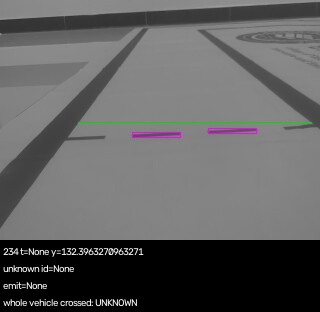 234 t=None y=132.3963270963271
unknown id=None
emit=None
whole vehicle crossed: UNKNOWN